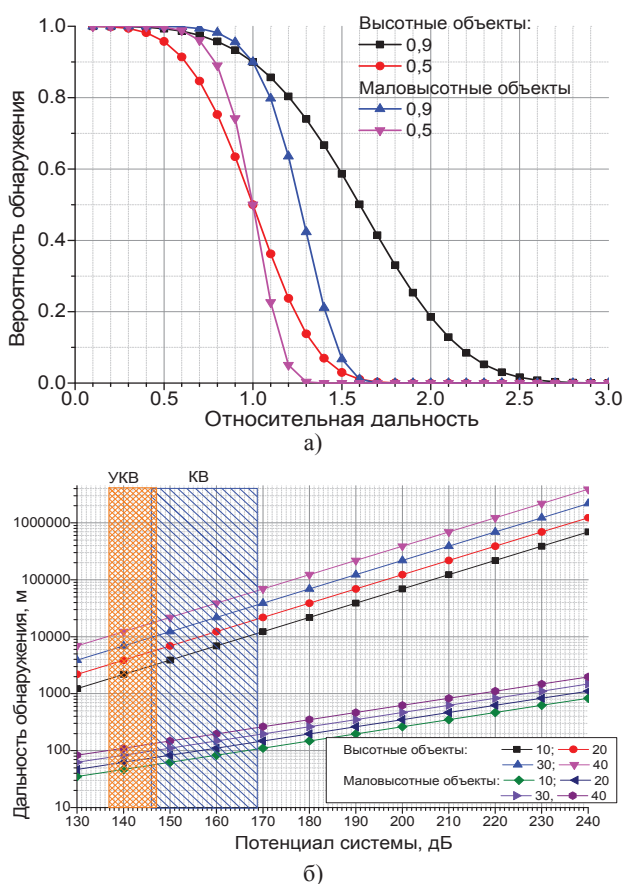 1.0
0.8
0.6
0.4
0.2
0.0
Вероятность обнаружения
Высотные объекты:
0,9
0,5
Маловысотные объекты
0,9
0,5
0.0 0.5 1.0 1.5 2.0 2.5 3.0
Относительная дальность
а)
УКВ КВ
1000000
100000
10000
1000
100
10
Дальность обнаружения, м
Высотные объекты: 10; 20
30; 40
Маловысотные объекты: 10; 20
30, 40
130 140 150 160 170 180 190 200 210 220 230 240
Потенциал системы, дБ
б)